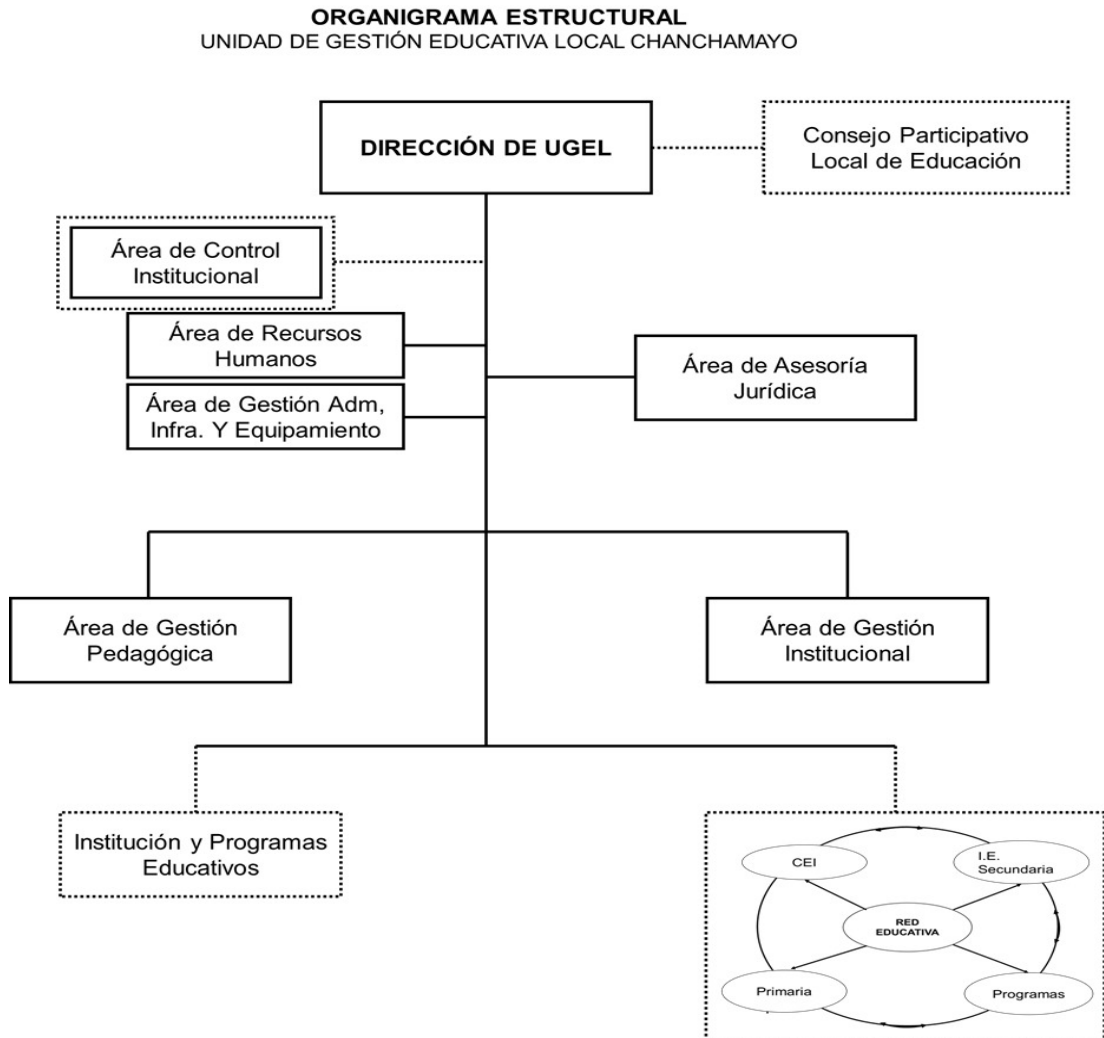 ORGANIGRAMA ESTRUCTURAL
UNIDAD DE GESTIÓN EDUCATIVA LOCAL CHANCHAMAYO
DIRECCIÓN DE UGEL
Consejo Participativo
Local de Educación
Área de Control
Institucional
Área de Recursos
Humanos
Área de Asesoría
Jurídica
Área de Gestión Adm,
Infra. Y Equipamiento
Área de Gestión
Pedagógica
Área de Gestión
Institucional
Institución y Programas
Educativos
CEI
I.E.
Secundaria
RED
EDUCATIVA
Primaria
Programas